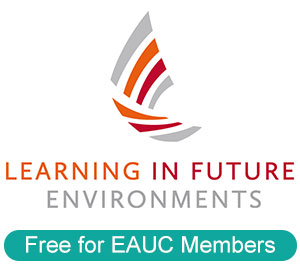 LEARNING IN FUTURE
ENVIRONMENTS
Free for EAUC Members